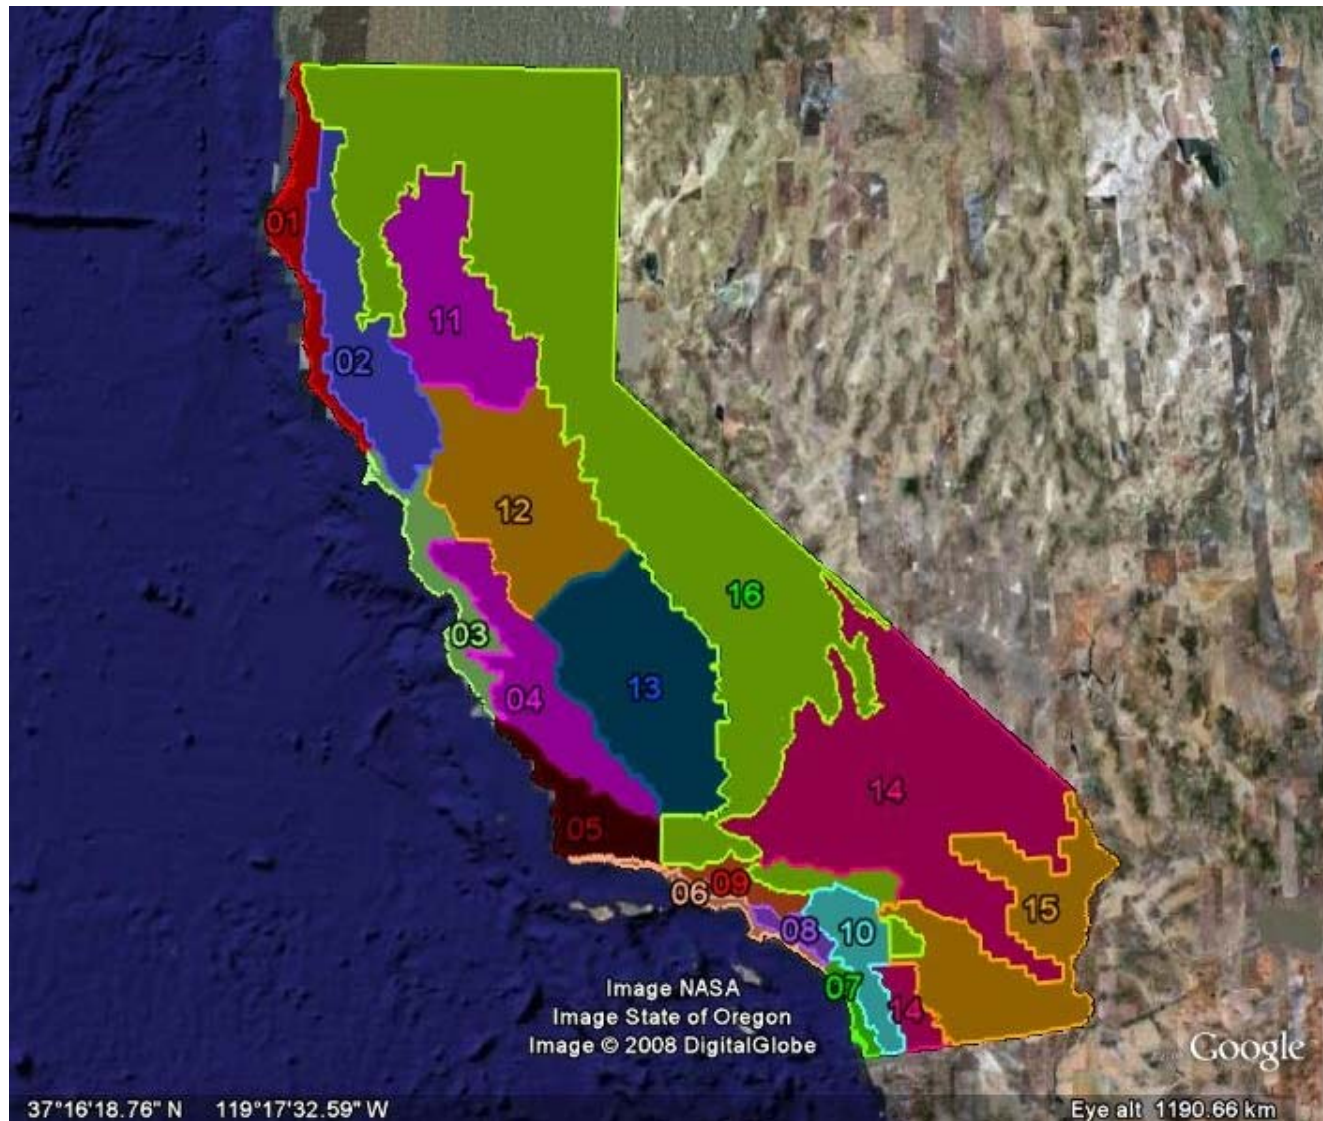 01
11
02
12
16
03
13
04
14
05
06 09
15
08 10
07
14
Image NASA
Image State of Oregon
Image © 2008 DigitalGlobe
Google
37°16'18.76" N 119°17'32.59" W
Eye alt 1190.66 km